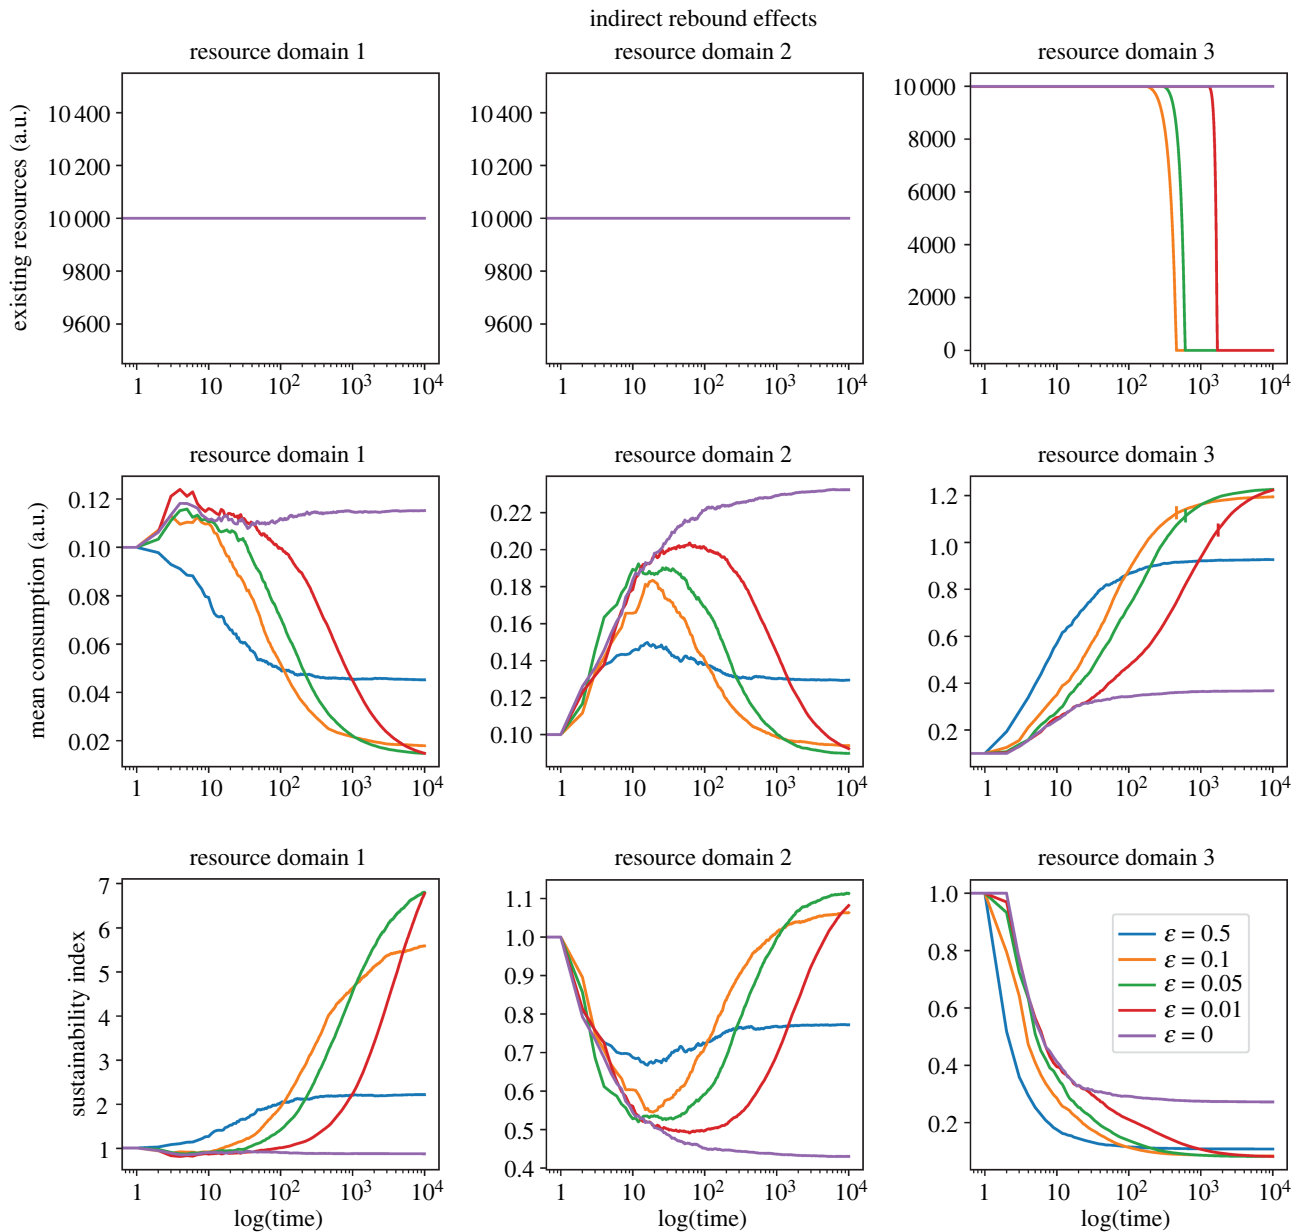 indirect rebound effects
resource domain 1
resource domain 2
resource domain 3
existing resources (a.u.)
10 400
10 200
10 000
9800
9600
1 10 10² 10³ 10⁴
10 400
10 200
10 000
9800
9600
1 10 10² 10³ 10⁴
10 000
8000
6000
4000
2000
0
1 10 10² 10³ 10⁴
resource domain 1
resource domain 2
resource domain 3
mean consumption (a.u.)
0.12
0.10
0.08
0.06
0.04
0.02
1 10 10² 10³ 10⁴
0.22
0.20
0.18
0.16
0.14
0.12
0.10
1 10 10² 10³ 10⁴
1.2
1.0
0.8
0.6
0.4
0.2
1 10 10² 10³ 10⁴
resource domain 1
resource domain 2
resource domain 3
sustainability index
7
6
5
4
3
2
1
1 10 10² 10³ 10⁴
log(time)
1.1
1.0
0.9
0.8
0.7
0.6
0.5
0.4
1 10 10² 10³ 10⁴
log(time)
1.0
0.8
0.6
0.4
0.2
ε = 0.5
ε = 0.1
ε = 0.05
ε = 0.01
ε = 0
1 10 10² 10³ 10⁴
log(time)